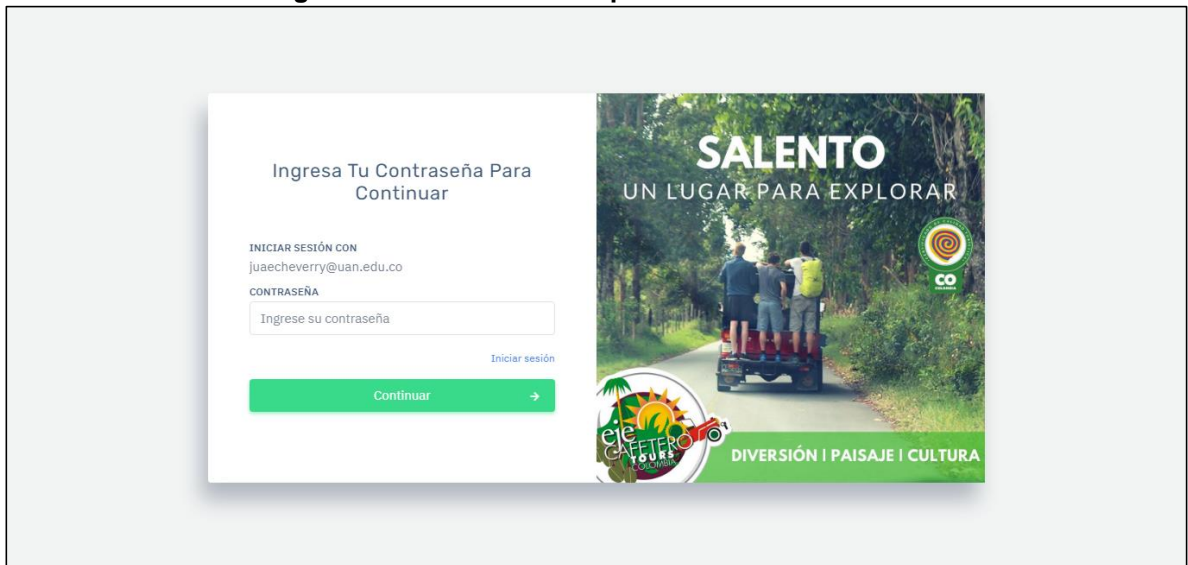 Ingresa Tu Contraseña Para
Continuar
INICIAR SESIÓN CON
juaecheverry@uan.edu.co
CONTRASEÑA
Ingrese su contraseña
Iniciar sesión
Continuar
SALENTO
UN LUGAR PARA EXPLORAR
CO
COLOMBIA
eje
CAFETERO
TOURS
COLOMBIA
DIVERSIÓN I PAISAJE I CULTURA